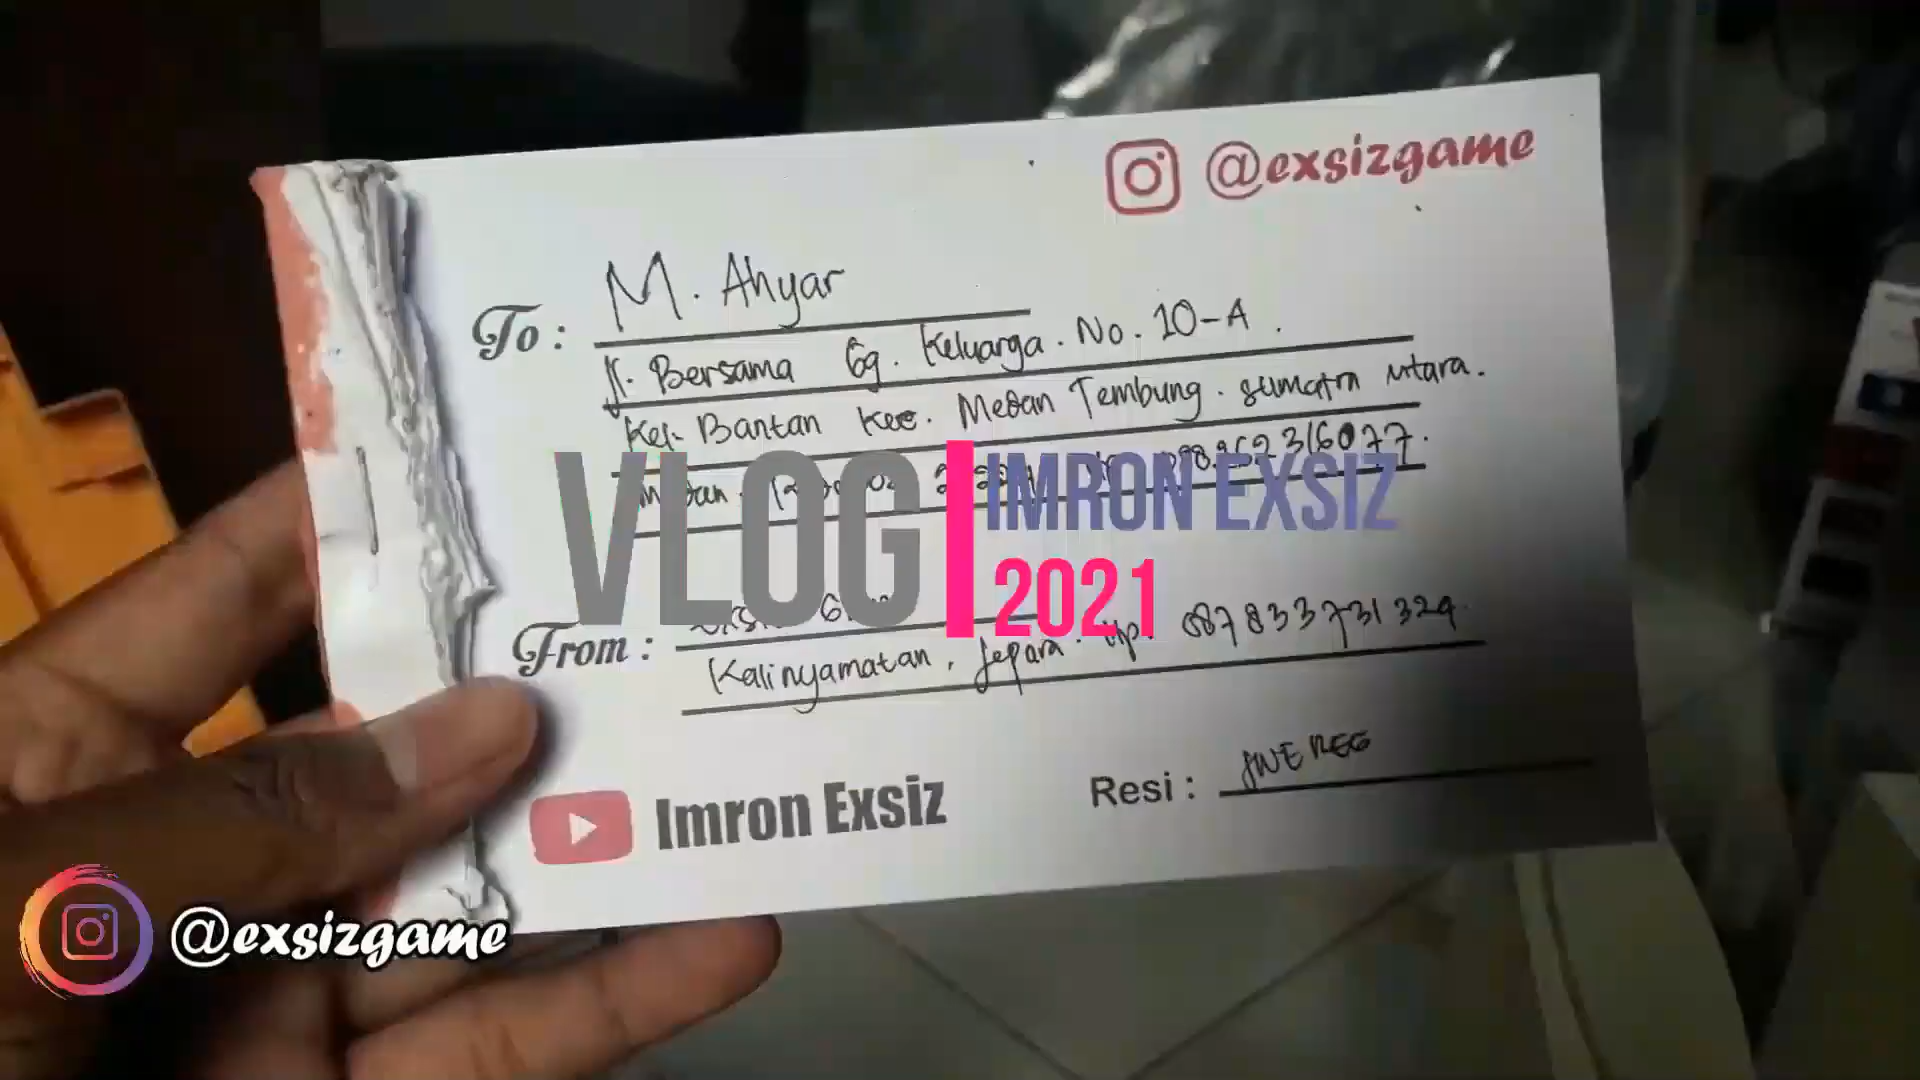 @exsizgame
To : M. Ahyar
Jl. Bersama Gg. Keluarga. No. 10-A.
Kel. Bantan Kec. Medan Tembung. Sumatra utara.
VLOG IMRON EXSIZ
2021
From :
Kalinyamatan, Jepara. Hp. 087833731324.
Imron Exsiz
Resi : JNE REG
@exsizgame